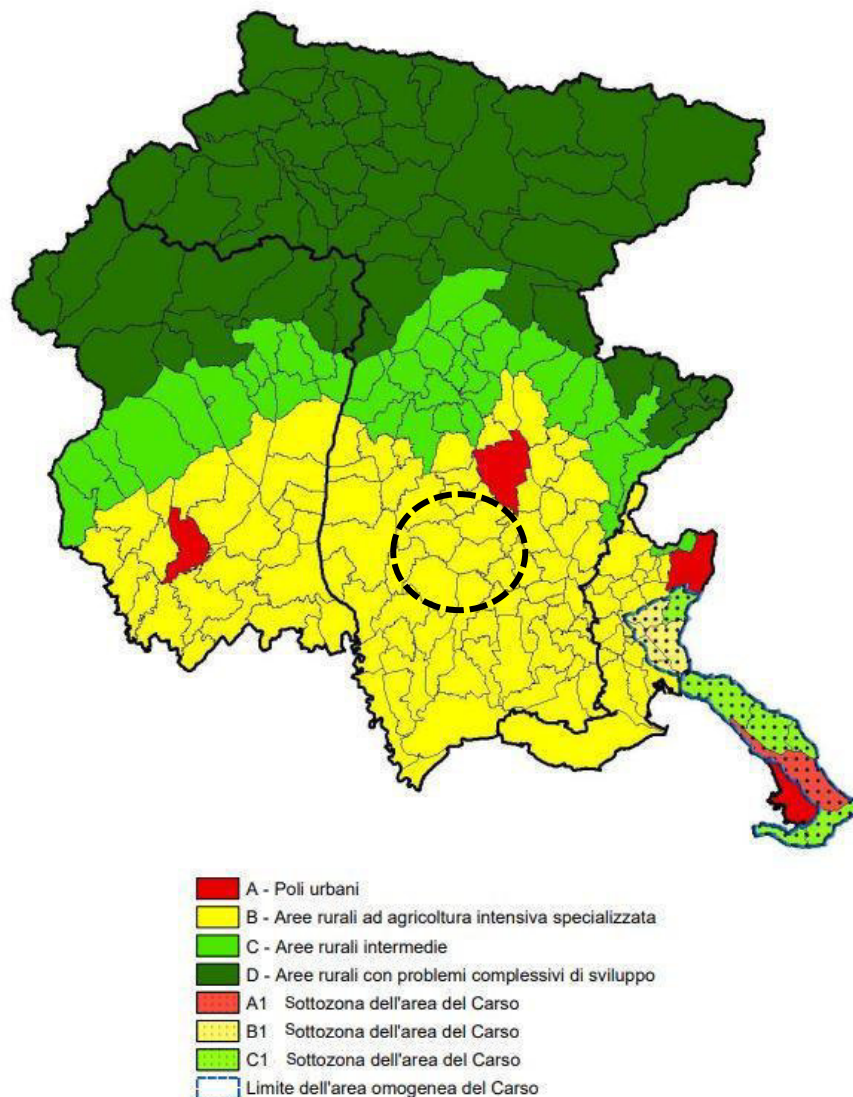 A - Poli urbani
B - Aree rurali ad agricoltura intensiva specializzata
C - Aree rurali intermedie
D - Aree rurali con problemi complessivi di sviluppo
A1 Sottozona dell'area del Carso
B1 Sottozona dell'area del Carso
C1 Sottozona dell'area del Carso
Limite dell'area omogenea del Carso